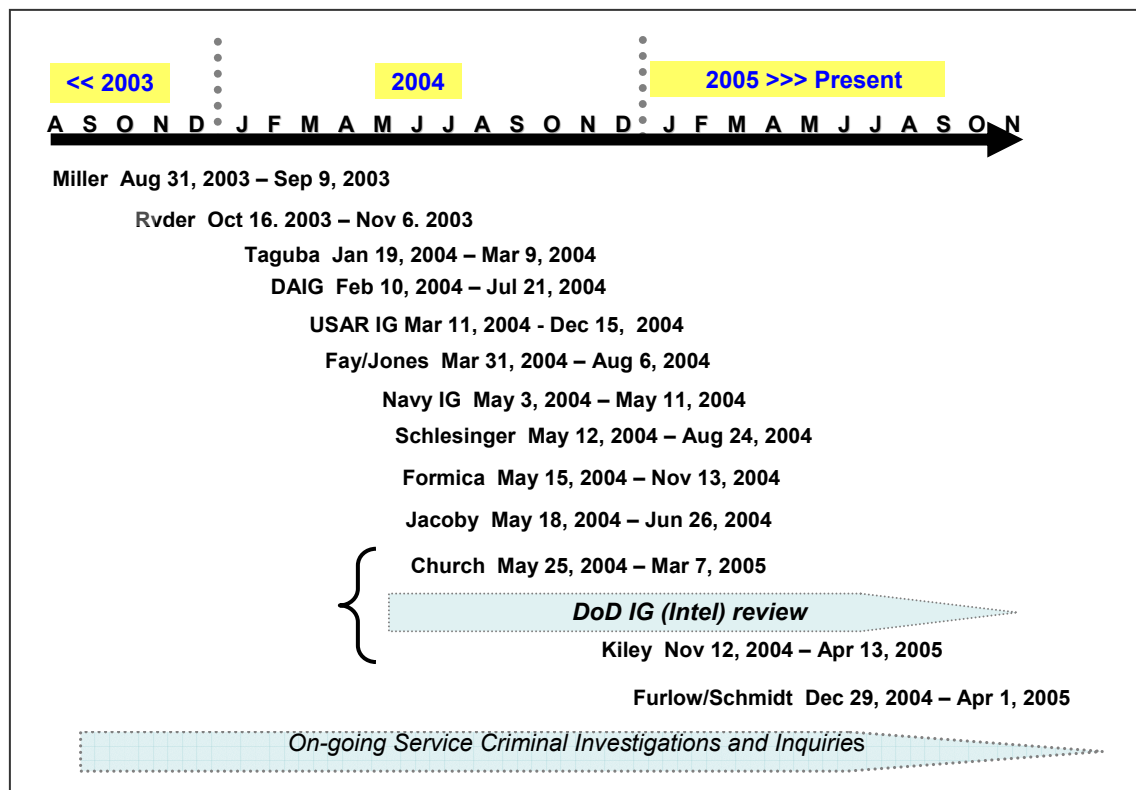 << 2003 2004 2005 >>> Present
A S O N D J F M A M J J A S O N D J F M A M J J A S O N
Miller Aug 31, 2003 – Sep 9, 2003
Rvder Oct 16. 2003 – Nov 6. 2003
Taguba Jan 19, 2004 – Mar 9, 2004
DAIG Feb 10, 2004 – Jul 21, 2004
USAR IG Mar 11, 2004 - Dec 15, 2004
Fay/Jones Mar 31, 2004 – Aug 6, 2004
Navy IG May 3, 2004 – May 11, 2004
Schlesinger May 12, 2004 – Aug 24, 2004
Formica May 15, 2004 – Nov 13, 2004
Jacoby May 18, 2004 – Jun 26, 2004
Church May 25, 2004 – Mar 7, 2005
DoD IG (Intel) review
Kiley Nov 12, 2004 – Apr 13, 2005
Furlow/Schmidt Dec 29, 2004 – Apr 1, 2005
On-going Service Criminal Investigations and Inquiries